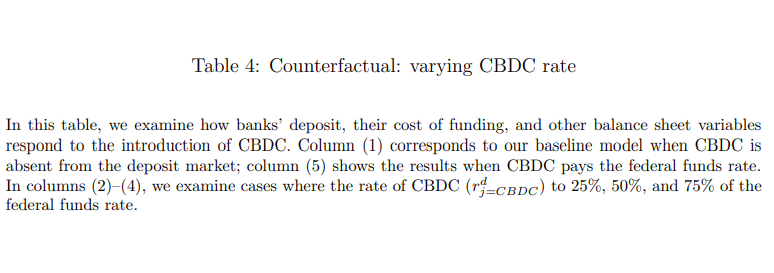 Table 4: Counterfactual: varying CBDC rate
In this table, we examine how banks' deposit, their cost of funding, and other balance sheet variables
respond to the introduction of CBDC. Column (1) corresponds to our baseline model when CBDC is
absent from the deposit market; column (5) shows the results when CBDC pays the federal funds rate.
In columns (2)–(4), we examine cases where the rate of CBDC ($r^d_{j=CBDC}$) to 25%, 50%, and 75% of the
federal funds rate.